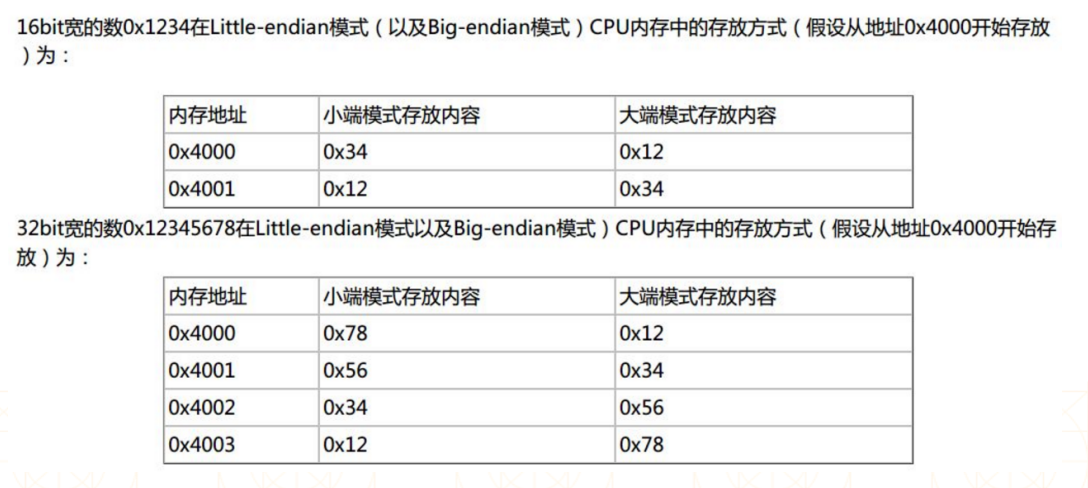 16bit宽的数0x1234在Little-endian模式（以及Big-endian模式）CPU内存中的存放方式（假设从地址0x4000开始存放
）为：
内存地址 小端模式存放内容 大端模式存放内容
0x4000 0x34 0x12
0x4001 0x12 0x34
32bit宽的数0x12345678在Little-endian模式以及Big-endian模式）CPU内存中的存放方式（假设从地址0x4000开始存
放）为：
内存地址 小端模式存放内容 大端模式存放内容
0x4000 0x78 0x12
0x4001 0x56 0x34
0x4002 0x34 0x56
0x4003 0x12 0x78